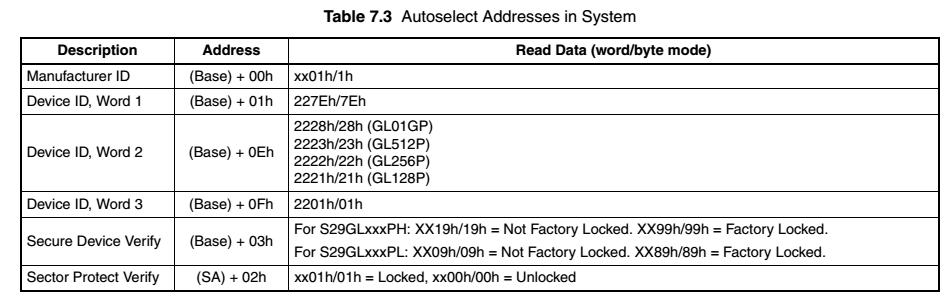 Table 7.3 Autoselect Addresses in System
Description Address Read Data (word/byte mode)
Manufacturer ID (Base) + 00h xx01h/1h
Device ID, Word 1 (Base) + 01h 227Eh/7Eh
Device ID, Word 2 (Base) + 0Eh 2228h/28h (GL01GP)
2223h/23h (GL512P)
2222h/22h (GL256P)
2221h/21h (GL128P)
Device ID, Word 3 (Base) + 0Fh 2201h/01h
Secure Device Verify (Base) + 03h For S29GLxxxPH: XX19h/19h = Not Factory Locked. XX99h/99h = Factory Locked.
For S29GLxxxPL: XX09h/09h = Not Factory Locked. XX89h/89h = Factory Locked.
Sector Protect Verify (SA) + 02h xx01h/01h = Locked, xx00h/00h = Unlocked